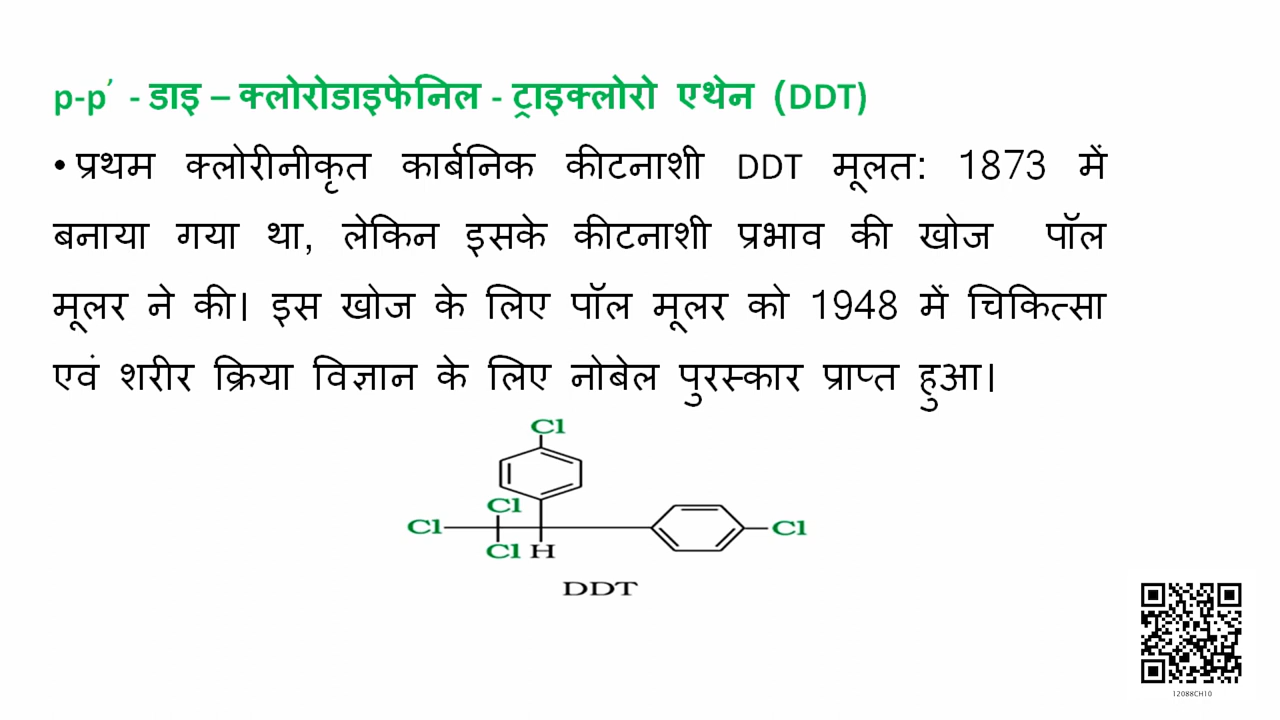 p-p′ - डाइ – क्लोरोडाइफेनिल - ट्राइक्लोरो एथेन (DDT)
• प्रथम क्लोरीनीकृत कार्बनिक कीटनाशी DDT मूलत: 1873 में
बनाया गया था, लेकिन इसके कीटनाशी प्रभाव की खोज पॉल
मूलर ने की। इस खोज के लिए पॉल मूलर को 1948 में चिकित्सा
एवं शरीर क्रिया विज्ञान के लिए नोबेल पुरस्कार प्राप्त हुआ।
Cl
Cl
Cl Cl
Cl H
DDT
12088CH10